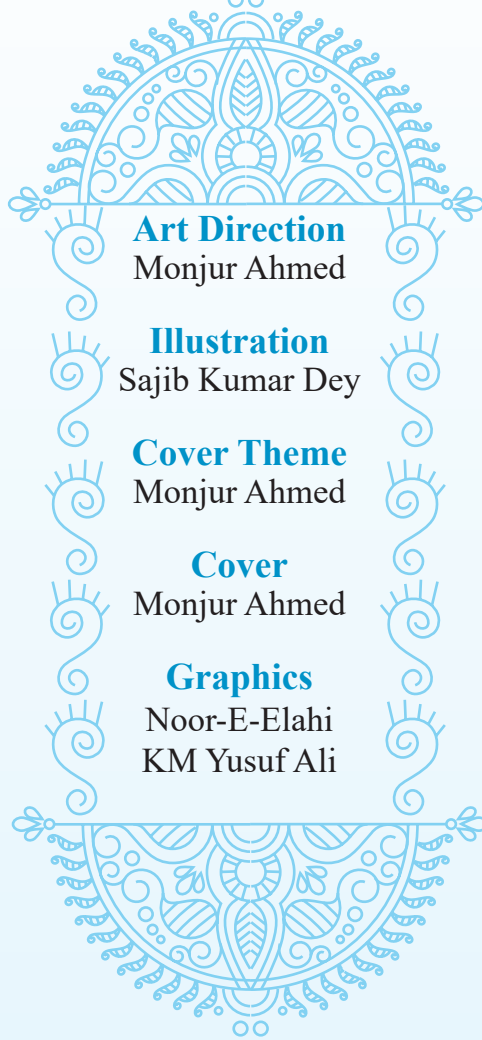 Art Direction
Monjur Ahmed
Illustration
Sajib Kumar Dey
Cover Theme
Monjur Ahmed
Cover
Monjur Ahmed
Graphics
Noor-E-Elahi
KM Yusuf Ali